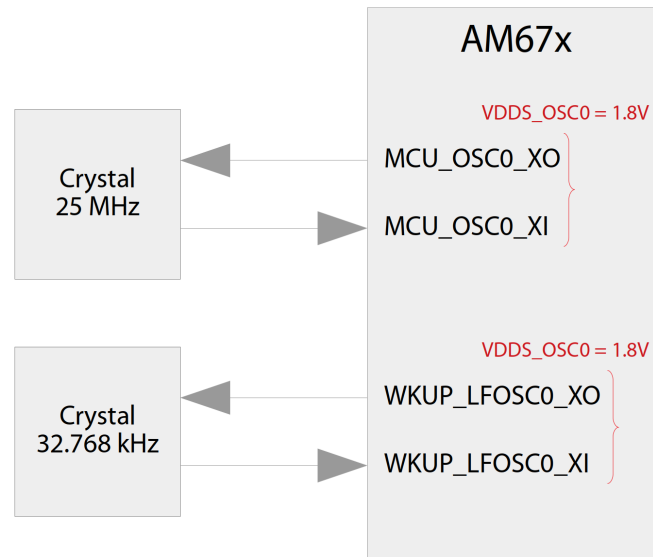 AM67x
VDDS_OSC0 = 1.8V
Crystal
25 MHz
MCU_OSC0_XO
MCU_OSC0_XI
VDDS_OSC0 = 1.8V
Crystal
32.768 kHz
WKUP_LFOSC0_XO
WKUP_LFOSC0_XI